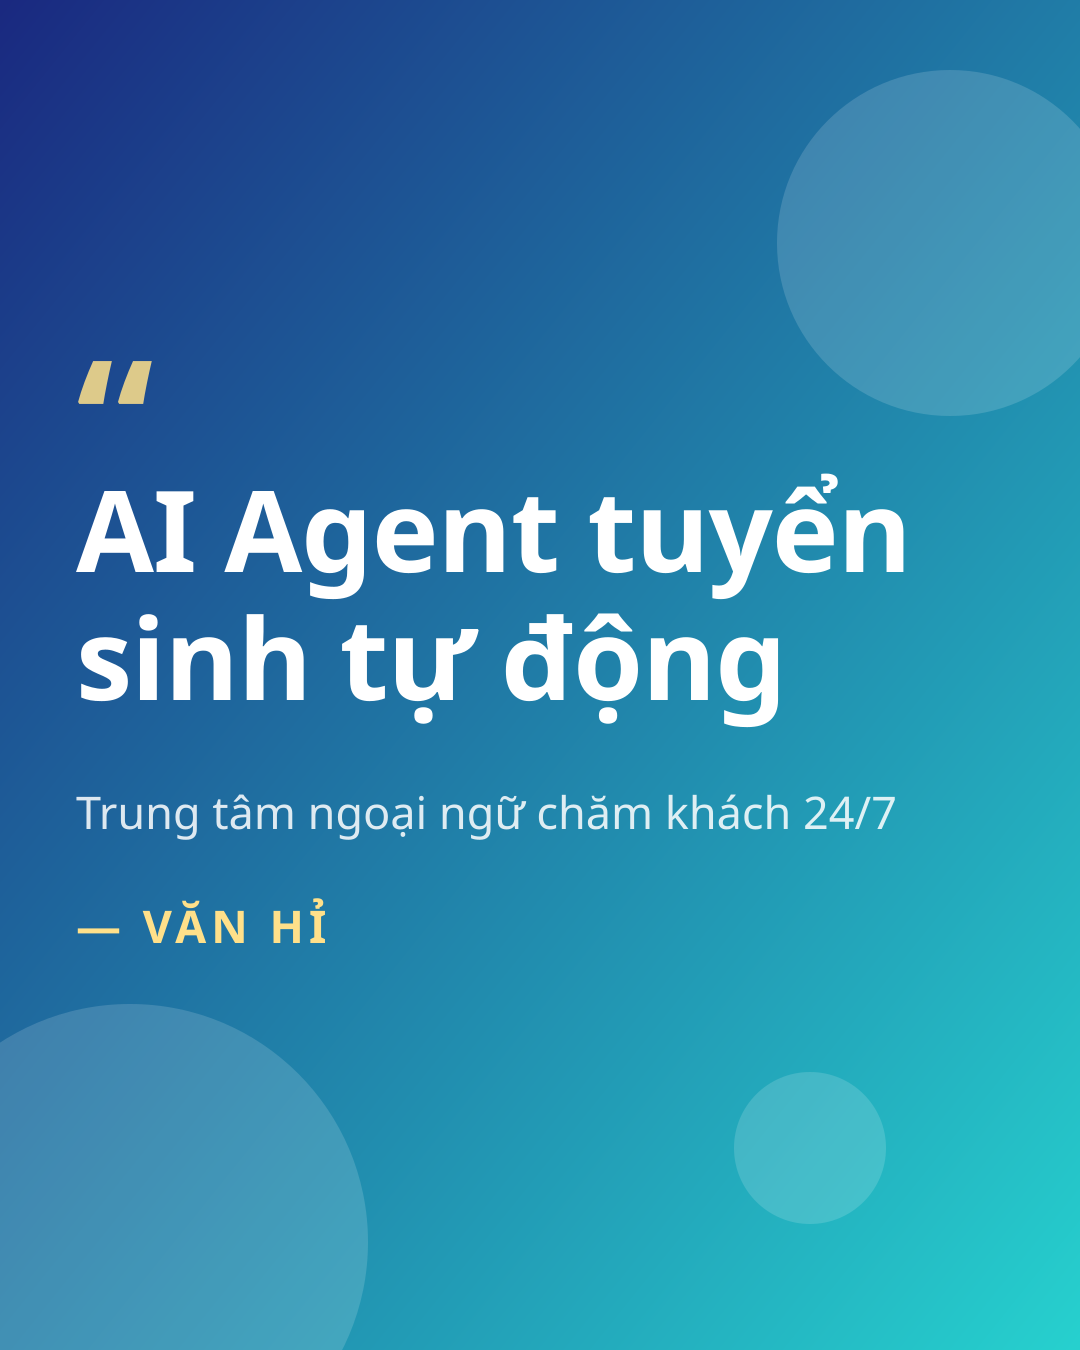 “
AI Agent tuyển
sinh tự động
Trung tâm ngoại ngữ chăm khách 24/7
— VĂN HỈ